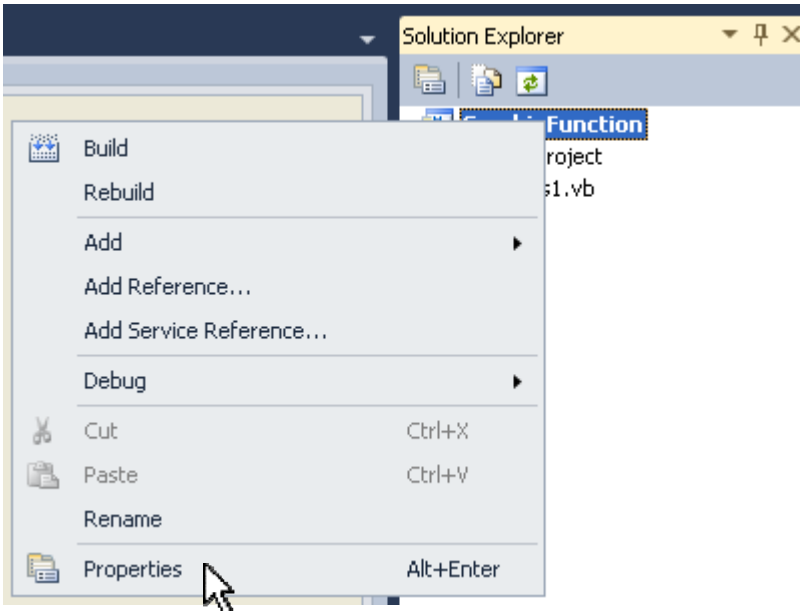 Solution Explorer
Function
roject
s1.vb
Build
Rebuild
Add
Add Reference...
Add Service Reference...
Debug
Cut Ctrl+X
Paste Ctrl+V
Rename
Properties Alt+Enter